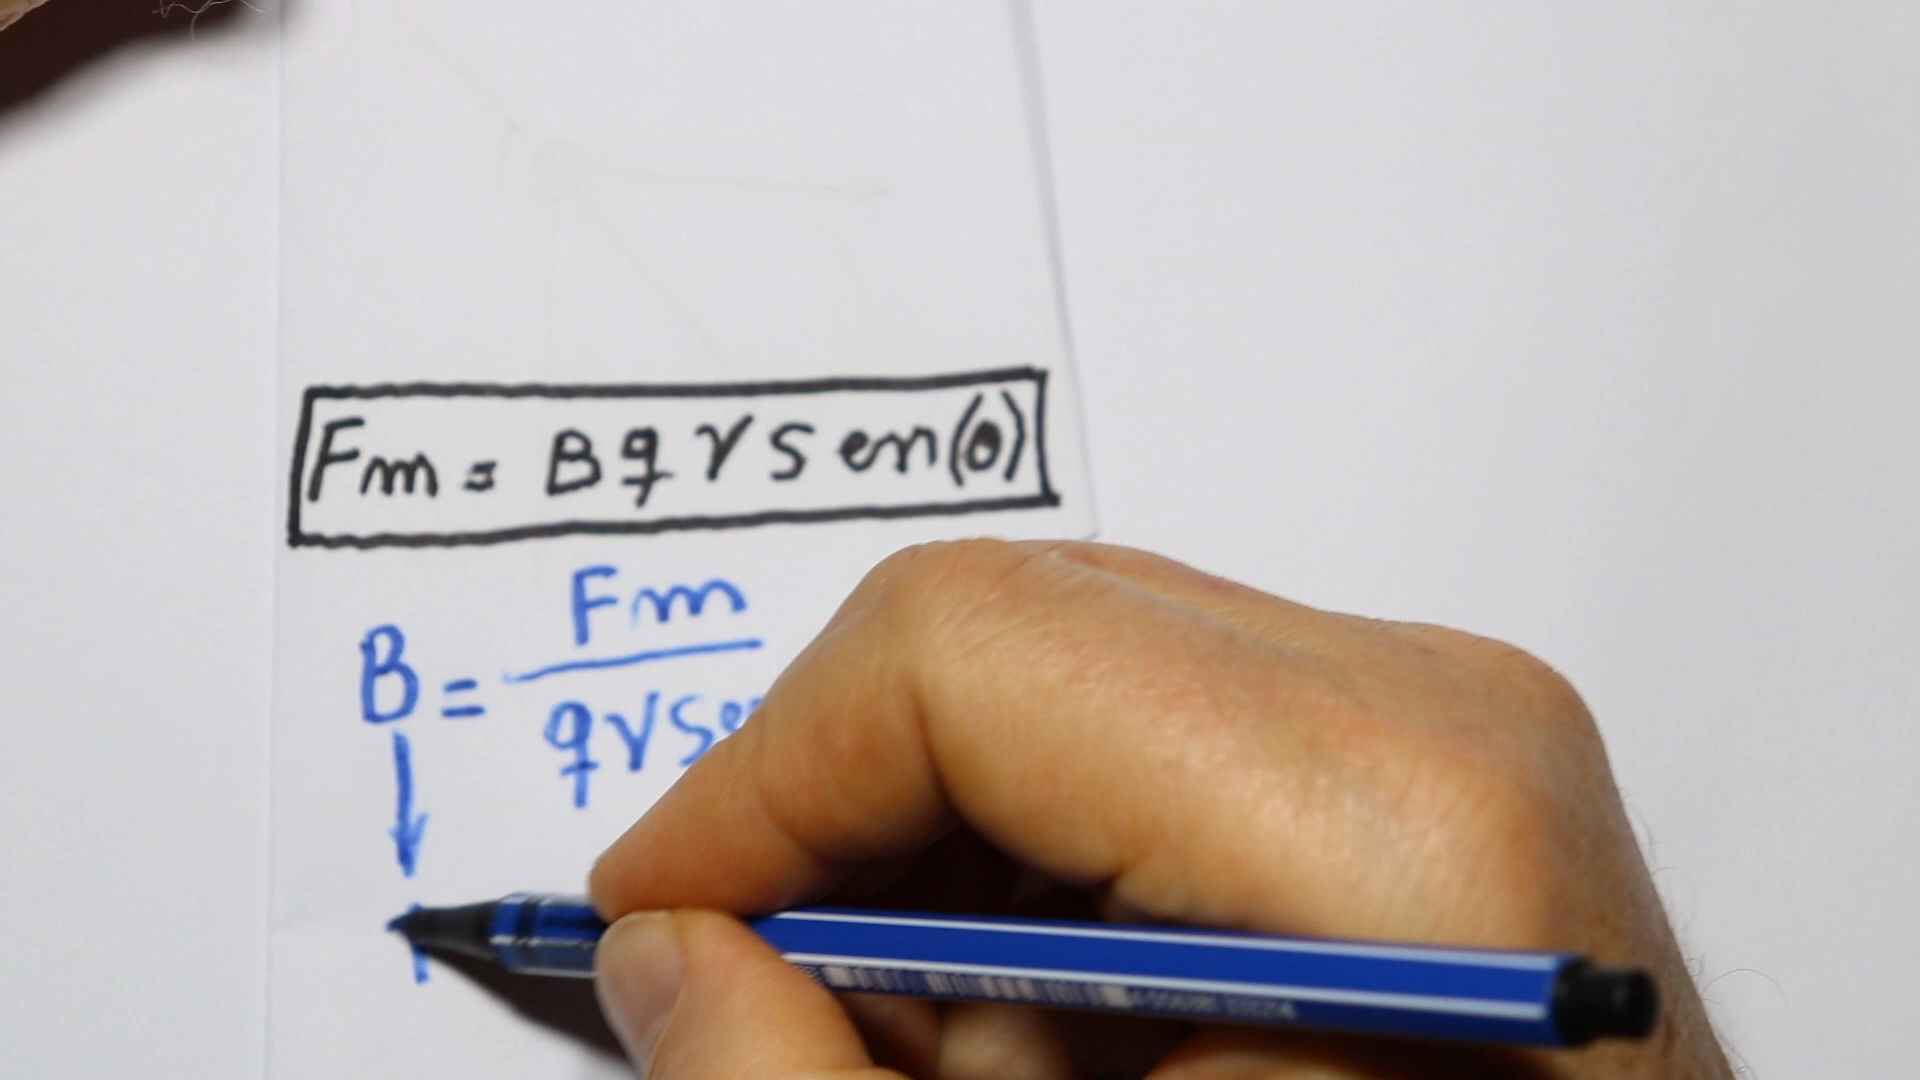 Fm = B q v Sen(θ)
B = Fm
q v Se